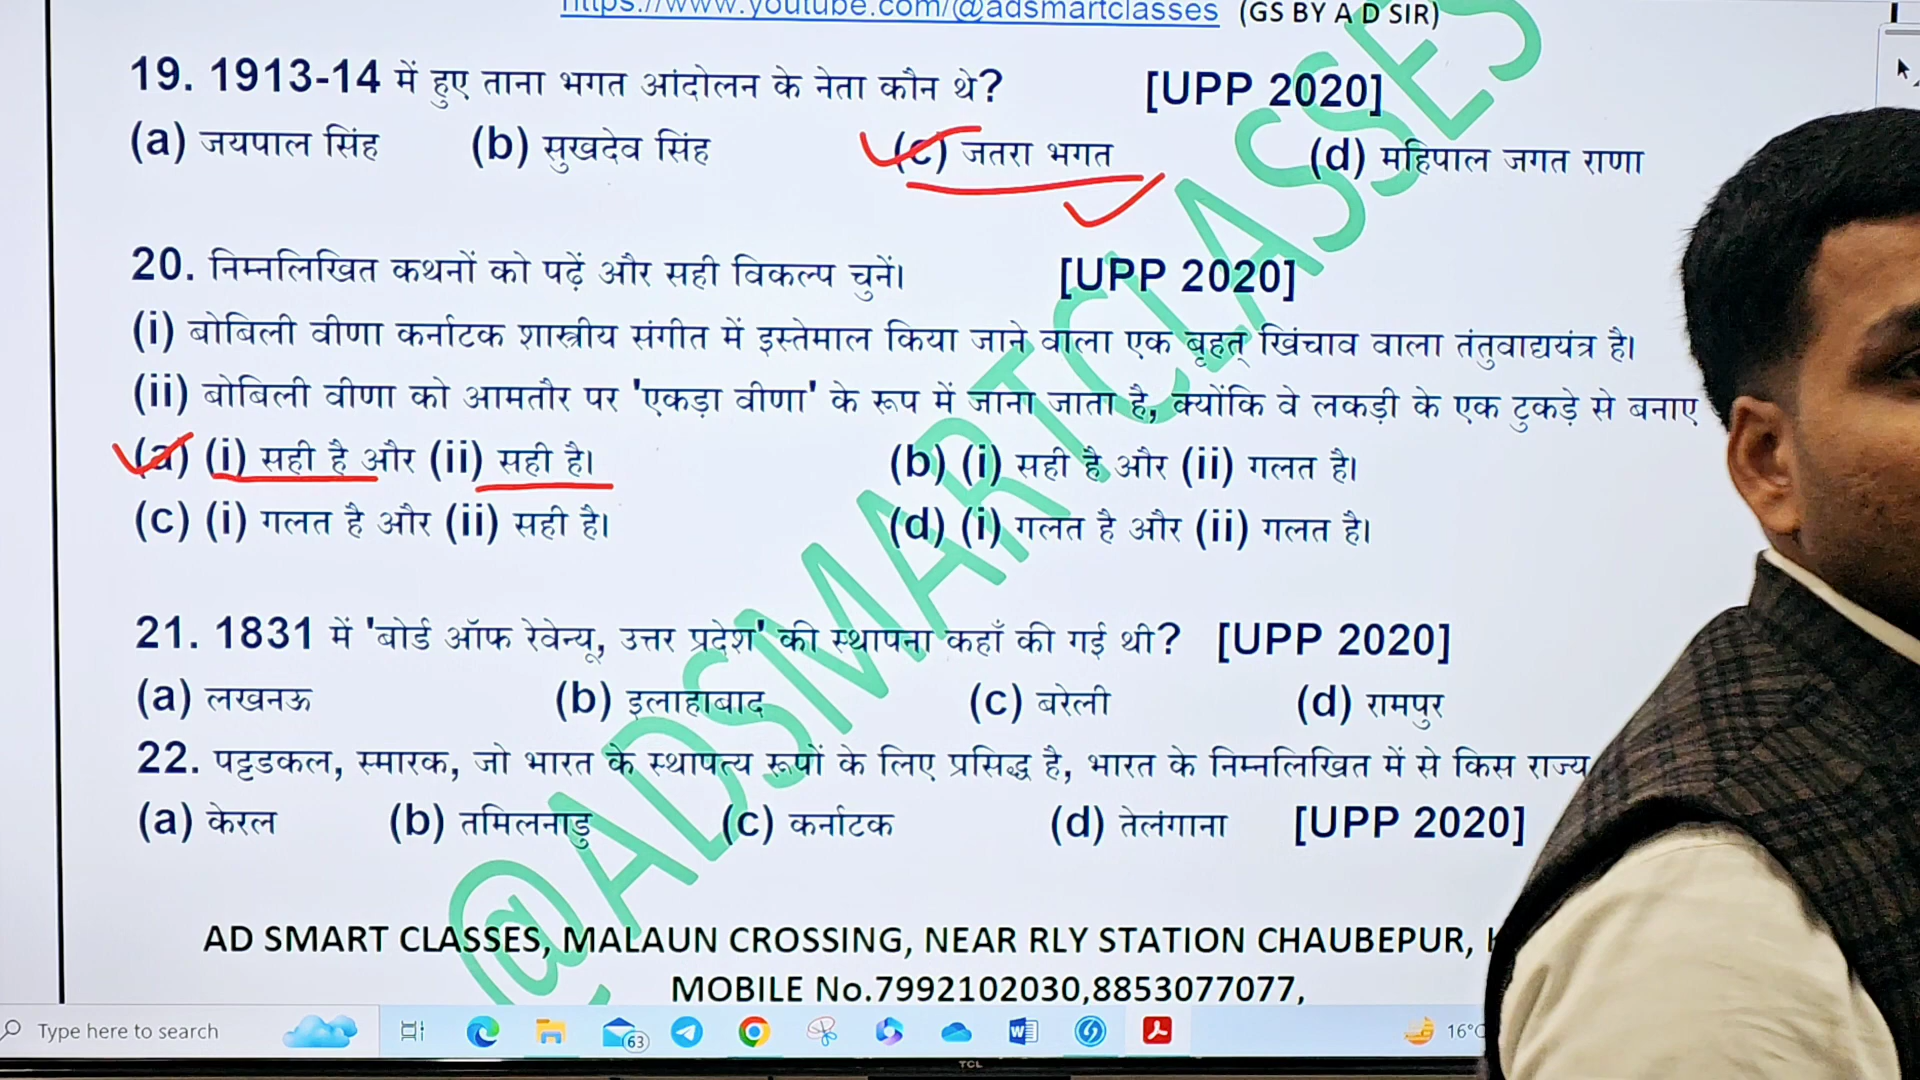 https://www.youtube.com/@adsmartclasses (GS BY A D SIR)
19. 1913-14 में हुए ताना भगत आंदोलन के नेता कौन थे? [UPP 2020]
(a) जयपाल सिंह (b) सुखदेव सिंह (c) जतरा भगत (d) महिपाल जगत राणा
20. निम्नलिखित कथनों को पढ़ें और सही विकल्प चुनें। [UPP 2020]
(i) बोबिली वीणा कर्नाटक शास्त्रीय संगीत में इस्तेमाल किया जाने वाला एक बृहत् खिंचाव वाला तंतुवाद्ययंत्र है।
(ii) बोबिली वीणा को आमतौर पर 'एकड़ा वीणा' के रूप में जाना जाता है, क्योंकि वे लकड़ी के एक टुकड़े से बनाए
(a) (i) सही है और (ii) सही है। (b) (i) सही है और (ii) गलत है।
(c) (i) गलत है और (ii) सही है। (d) (i) गलत है और (ii) गलत है।
21. 1831 में 'बोर्ड ऑफ रेवेन्यू, उत्तर प्रदेश' की स्थापना कहाँ की गई थी? [UPP 2020]
(a) लखनऊ (b) इलाहाबाद (c) बरेली (d) रामपुर
22. पट्टडकल, स्मारक, जो भारत के स्थापत्य रूपों के लिए प्रसिद्ध है, भारत के निम्नलिखित में से किस राज्य
(a) केरल (b) तमिलनाडु (c) कर्नाटक (d) तेलंगाना [UPP 2020]
@ADSMARTCLASSES
AD SMART CLASSES, MALAUN CROSSING, NEAR RLY STATION CHAUBEPUR,
MOBILE No.7992102030,8853077077,
Type here to search 63 16°C
TCL